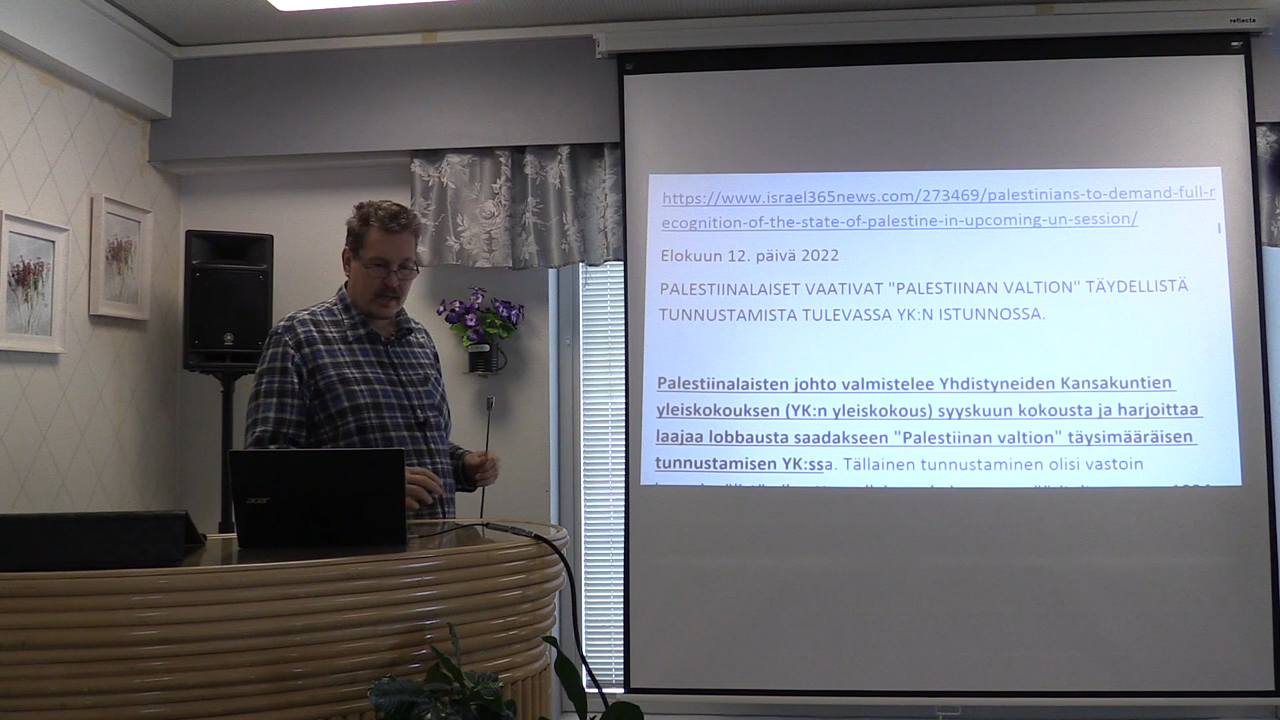 reflecta
https://www.israel365news.com/273469/palestinians-to-demand-full-r
ecognition-of-the-state-of-palestine-in-upcoming-un-session/
Elokuun 12. päivä 2022
PALESTIINALAISET VAATIVAT "PALESTIINAN VALTION" TÄYDELLISTÄ
TUNNUSTAMISTA TULEVASSA YK:N ISTUNNOSSA.
Palestiinalaisten johto valmistelee Yhdistyneiden Kansakuntien
yleiskokouksen (YK:n yleiskokous) syyskuun kokousta ja harjoittaa
laajaa lobbausta saadakseen "Palestiinan valtion" täysimääräisen
tunnustamisen YK:ssa. Tällainen tunnustaminen olisi vastoin
acer